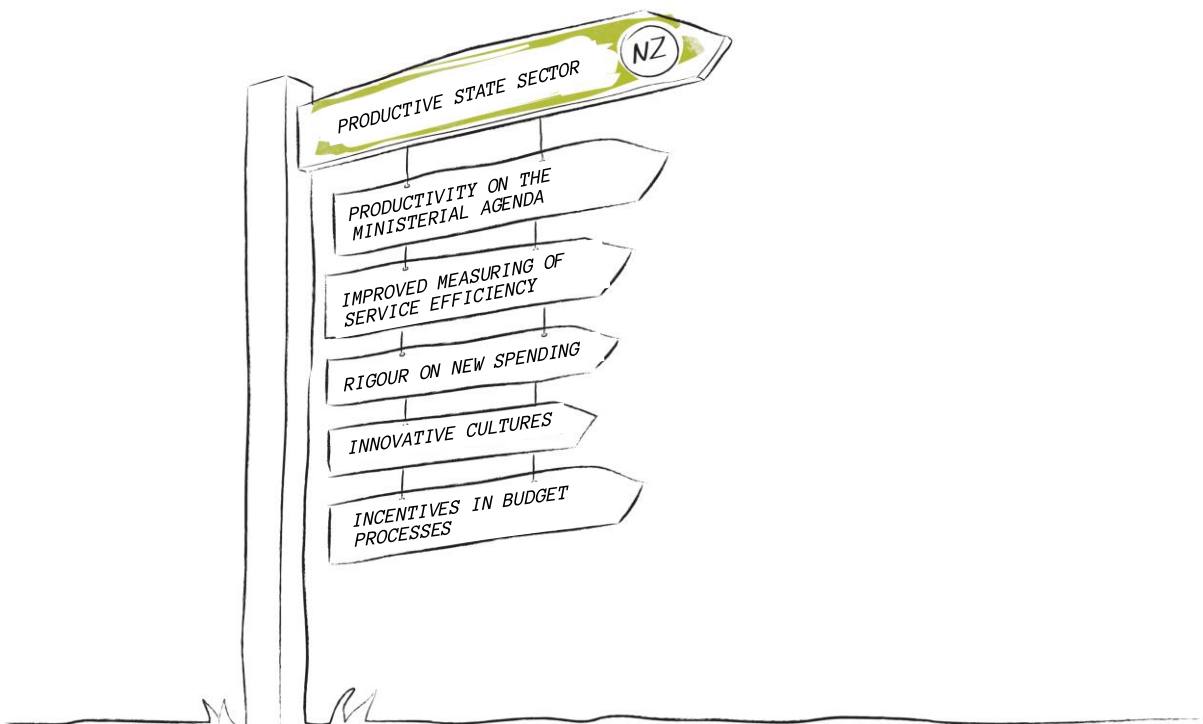 NZ
PRODUCTIVE STATE SECTOR
PRODUCTIVITY ON THE
MINISTERIAL AGENDA
IMPROVED MEASURING OF
SERVICE EFFICIENCY
RIGOUR ON NEW SPENDING
INNOVATIVE CULTURES
INCENTIVES IN BUDGET
PROCESSES